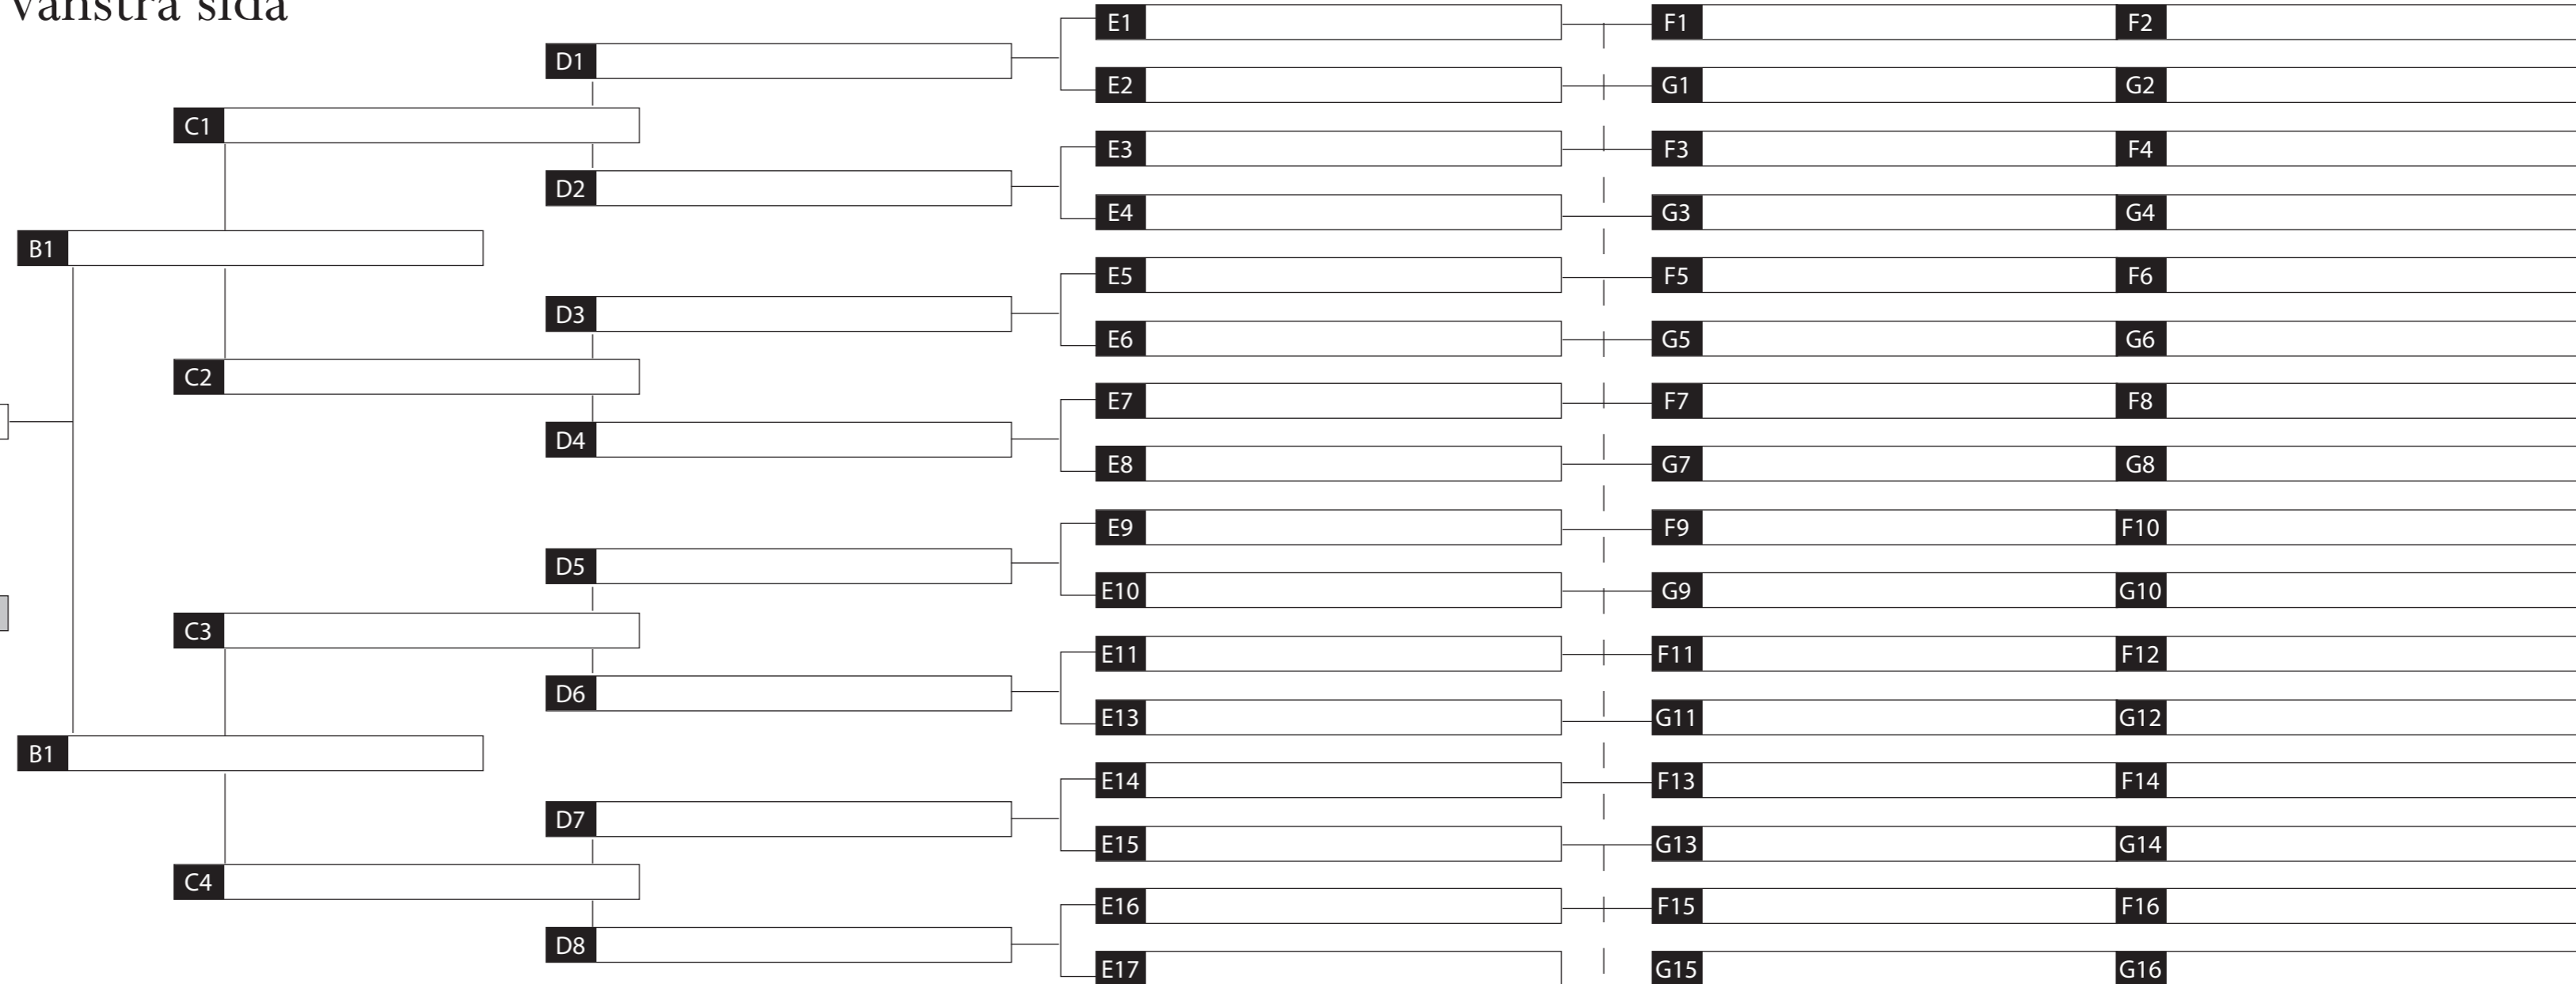 vänstra sida
E1 F1 F2
D1
E2 G1 G2
C1
E3 F3 F4
D2
E4 G3 G4
B1
E5 F5 F6
D3
E6 G5 G6
C2
E7 F7 F8
D4
E8 G7 G8
E9 F9 F10
D5
E10 G9 G10
C3
E11 F11 F12
D6
E13 G11 G12
B1
E14 F13 F14
D7
E15 G13 G14
C4
E16 F15 F16
D8
E17 G15 G16